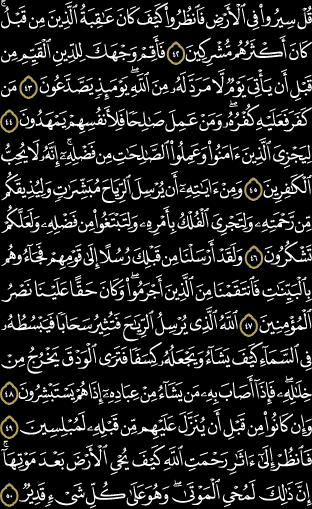 قُلْ سِيرُوا۟ فِى ٱلْأَرْضِ فَٱنظُرُوا۟ كَيْفَ كَانَ عَـٰقِبَةُ ٱلَّذِينَ مِن قَبْلُ ۚ
كَانَ أَكْثَرُهُم مُّشْرِكِينَ ٤٢ فَأَقِمْ وَجْهَكَ لِلدِّينِ ٱلْقَيِّمِ مِن
قَبْلِ أَن يَأْتِىَ يَوْمٌ لَّا مَرَدَّ لَهُۥ مِنَ ٱللَّهِ ۖ يَوْمَئِذٍ يَصَّدَّعُونَ ٤٣ مَن
كَفَرَ فَعَلَيْهِ كُفْرُهُۥ ۖ وَمَنْ عَمِلَ صَـٰلِحًا فَلِأَنفُسِهِمْ يَمْهَدُونَ ٤٤
لِيَجْزِىَ ٱلَّذِينَ ءَامَنُوا۟ وَعَمِلُوا۟ ٱلصَّـٰلِحَـٰتِ مِن فَضْلِهِۦٓ ۚ إِنَّهُۥ لَا يُحِبُّ
ٱلْكَـٰفِرِينَ ٤٥ وَمِنْ ءَايَـٰتِهِۦٓ أَن يُرْسِلَ ٱلرِّيَاحَ مُبَشِّرَٰتٍ وَلِيُذِيقَكُم
مِّن رَّحْمَتِهِۦ وَلِتَجْرِىَ ٱلْفُلْكُ بِأَمْرِهِۦ وَلِتَبْتَغُوا۟ مِن فَضْلِهِۦ وَلَعَلَّكُمْ
تَشْكُرُونَ ٤٦ وَلَقَدْ أَرْسَلْنَا مِن قَبْلِكَ رُسُلًا إِلَىٰ قَوْمِهِمْ فَجَآءُوهُم
بِٱلْبَيِّنَـٰتِ فَٱنتَقَمْنَا مِنَ ٱلَّذِينَ أَجْرَمُوا۟ ۖ وَكَانَ حَقًّا عَلَيْنَا نَصْرُ
ٱلْمُؤْمِنِينَ ٤٧ ٱللَّهُ ٱلَّذِى يُرْسِلُ ٱلرِّيَـٰحَ فَتُثِيرُ سَحَابًا فَيَبْسُطُهُۥ
فِى ٱلسَّمَآءِ كَيْفَ يَشَآءُ وَيَجْعَلُهُۥ كِسَفًا فَتَرَى ٱلْوَدْقَ يَخْرُجُ مِنْ
خِلَـٰلِهِۦ ۖ فَإِذَآ أَصَابَ بِهِۦ مَن يَشَآءُ مِنْ عِبَادِهِۦٓ إِذَا هُمْ يَسْتَبْشِرُونَ ٤٨
وَإِن كَانُوا۟ مِن قَبْلِ أَن يُنَزَّلَ عَلَيْهِم مِّن قَبْلِهِۦ لَمُبْلِسِينَ ٤٩
فَٱنظُرْ إِلَىٰٓ ءَاثَـٰرِ رَحْمَتِ ٱللَّهِ كَيْفَ يُحْىِ ٱلْأَرْضَ بَعْدَ مَوْتِهَآ ۚ
إِنَّ ذَٰلِكَ لَمُحْىِ ٱلْمَوْتَىٰ ۖ وَهُوَ عَلَىٰ كُلِّ شَىْءٍ قَدِيرٌ ٥٠